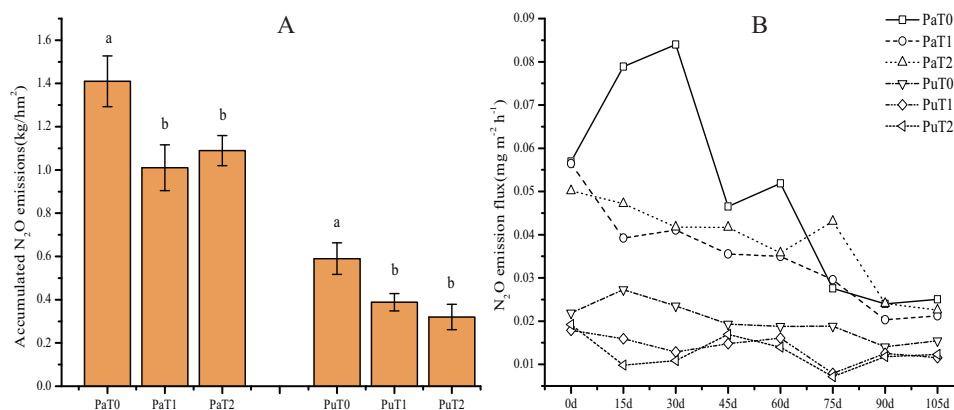 A
Accumulated N₂O emissions(kg/hm²)
1.6
1.4
1.2
1.0
0.8
0.6
0.4
0.2
0.0
a
b
b
a
b
b
PaT0 PaT1 PaT2 PuT0 PuT1 PuT2
B
N₂O emission flux(mg m⁻² h⁻¹)
0.09
0.08
0.07
0.06
0.05
0.04
0.03
0.02
0.01
0d 15d 30d 45d 60d 75d 90d 105d
PaT0
PaT1
PaT2
PuT0
PuT1
PuT2